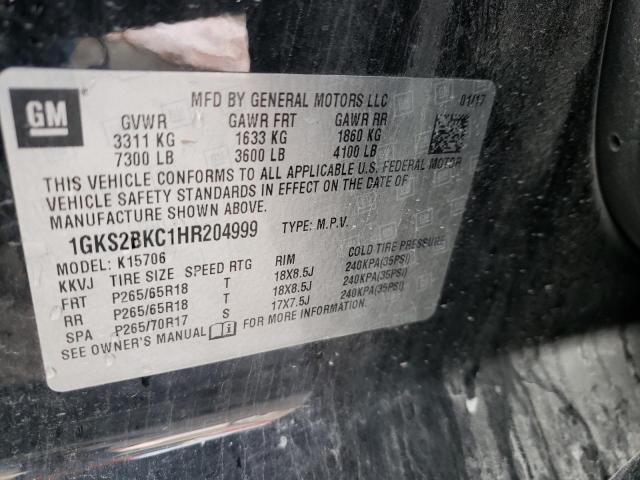 GM
MFD BY GENERAL MOTORS LLC 01/17
GVWR GAWR FRT GAWR RR
3311 KG 1633 KG 1860 KG
7300 LB 3600 LB 4100 LB
THIS VEHICLE CONFORMS TO ALL APPLICABLE U.S. FEDERAL MOTOR
VEHICLE SAFETY STANDARDS IN EFFECT ON THE DATE OF
MANUFACTURE SHOWN ABOVE.
1GKS2BKC1HR204999 TYPE: M.P.V.
MODEL: K15706
KKVJ TIRE SIZE SPEED RTG RIM COLD TIRE PRESSURE
FRT P265/65R18 T 18X8.5J 240KPA(35PSI)
RR P265/65R18 T 18X8.5J 240KPA(35PSI)
SPA P265/70R17 S 17X7.5J 240KPA(35PSI)
SEE OWNER'S MANUAL FOR MORE INFORMATION.